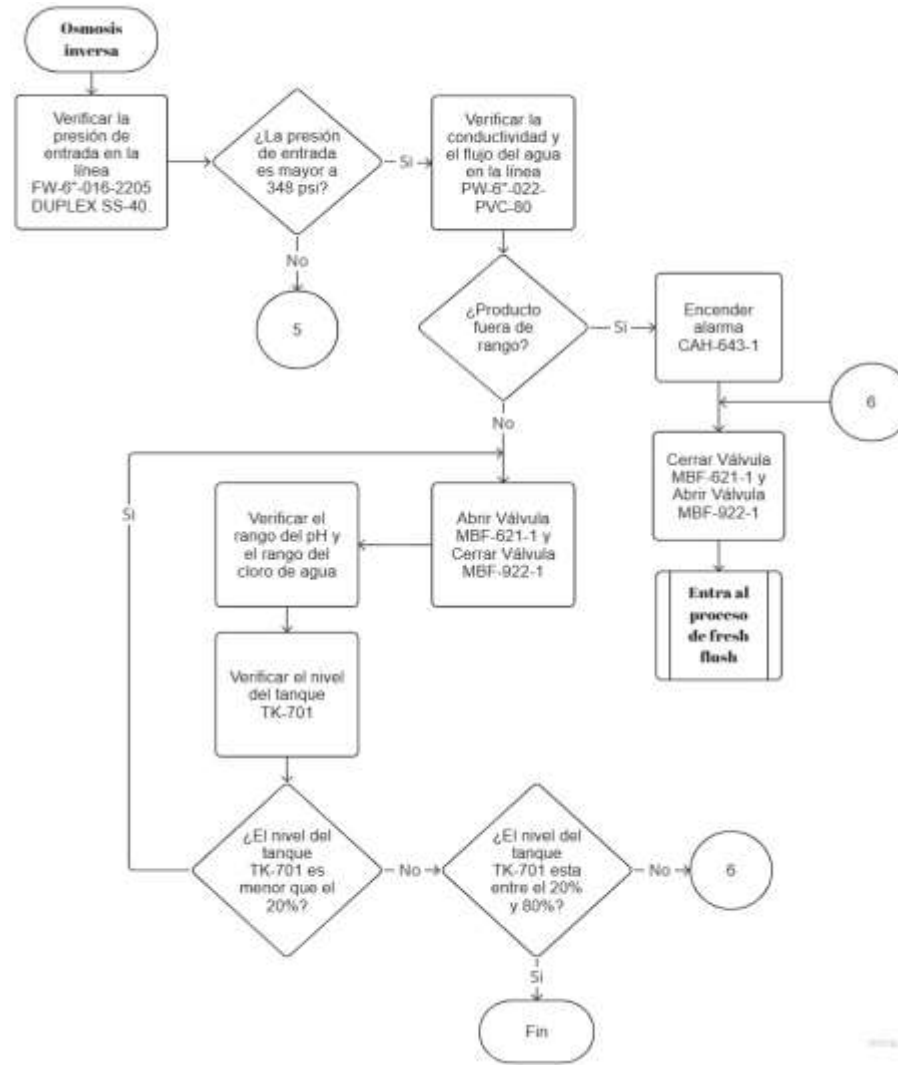 Osmosis
inversa
Verificar la
presión de
entrada en la
línea
FW-6"-016-2205
DUPLEX SS-40.
¿La presión
de entrada
es mayor a
348 psi?
Si
Verificar la
conductividad y
el flujo del agua
en la línea
PW-6"-022-
PVC-80
No
5
¿Producto
fuera de
rango?
Si
Encender
alarma
CAH-643-1
6
No
Cerrar Válvula
MBF-621-1 y
Abrir Válvula
MBF-922-1
Entra al
proceso
de fresh
flush
Si
Abrir Válvula
MBF-621-1 y
Cerrar Válvula
MBF-922-1
Verificar el
rango del pH y
el rango del
cloro de agua
Verificar el nivel
del tanque
TK-701
¿El nivel del
tanque
TK-701 es
menor que el
20%?
No
¿El nivel del
tanque
TK-701 esta
entre el 20%
y 80%?
No
6
Si
Fin